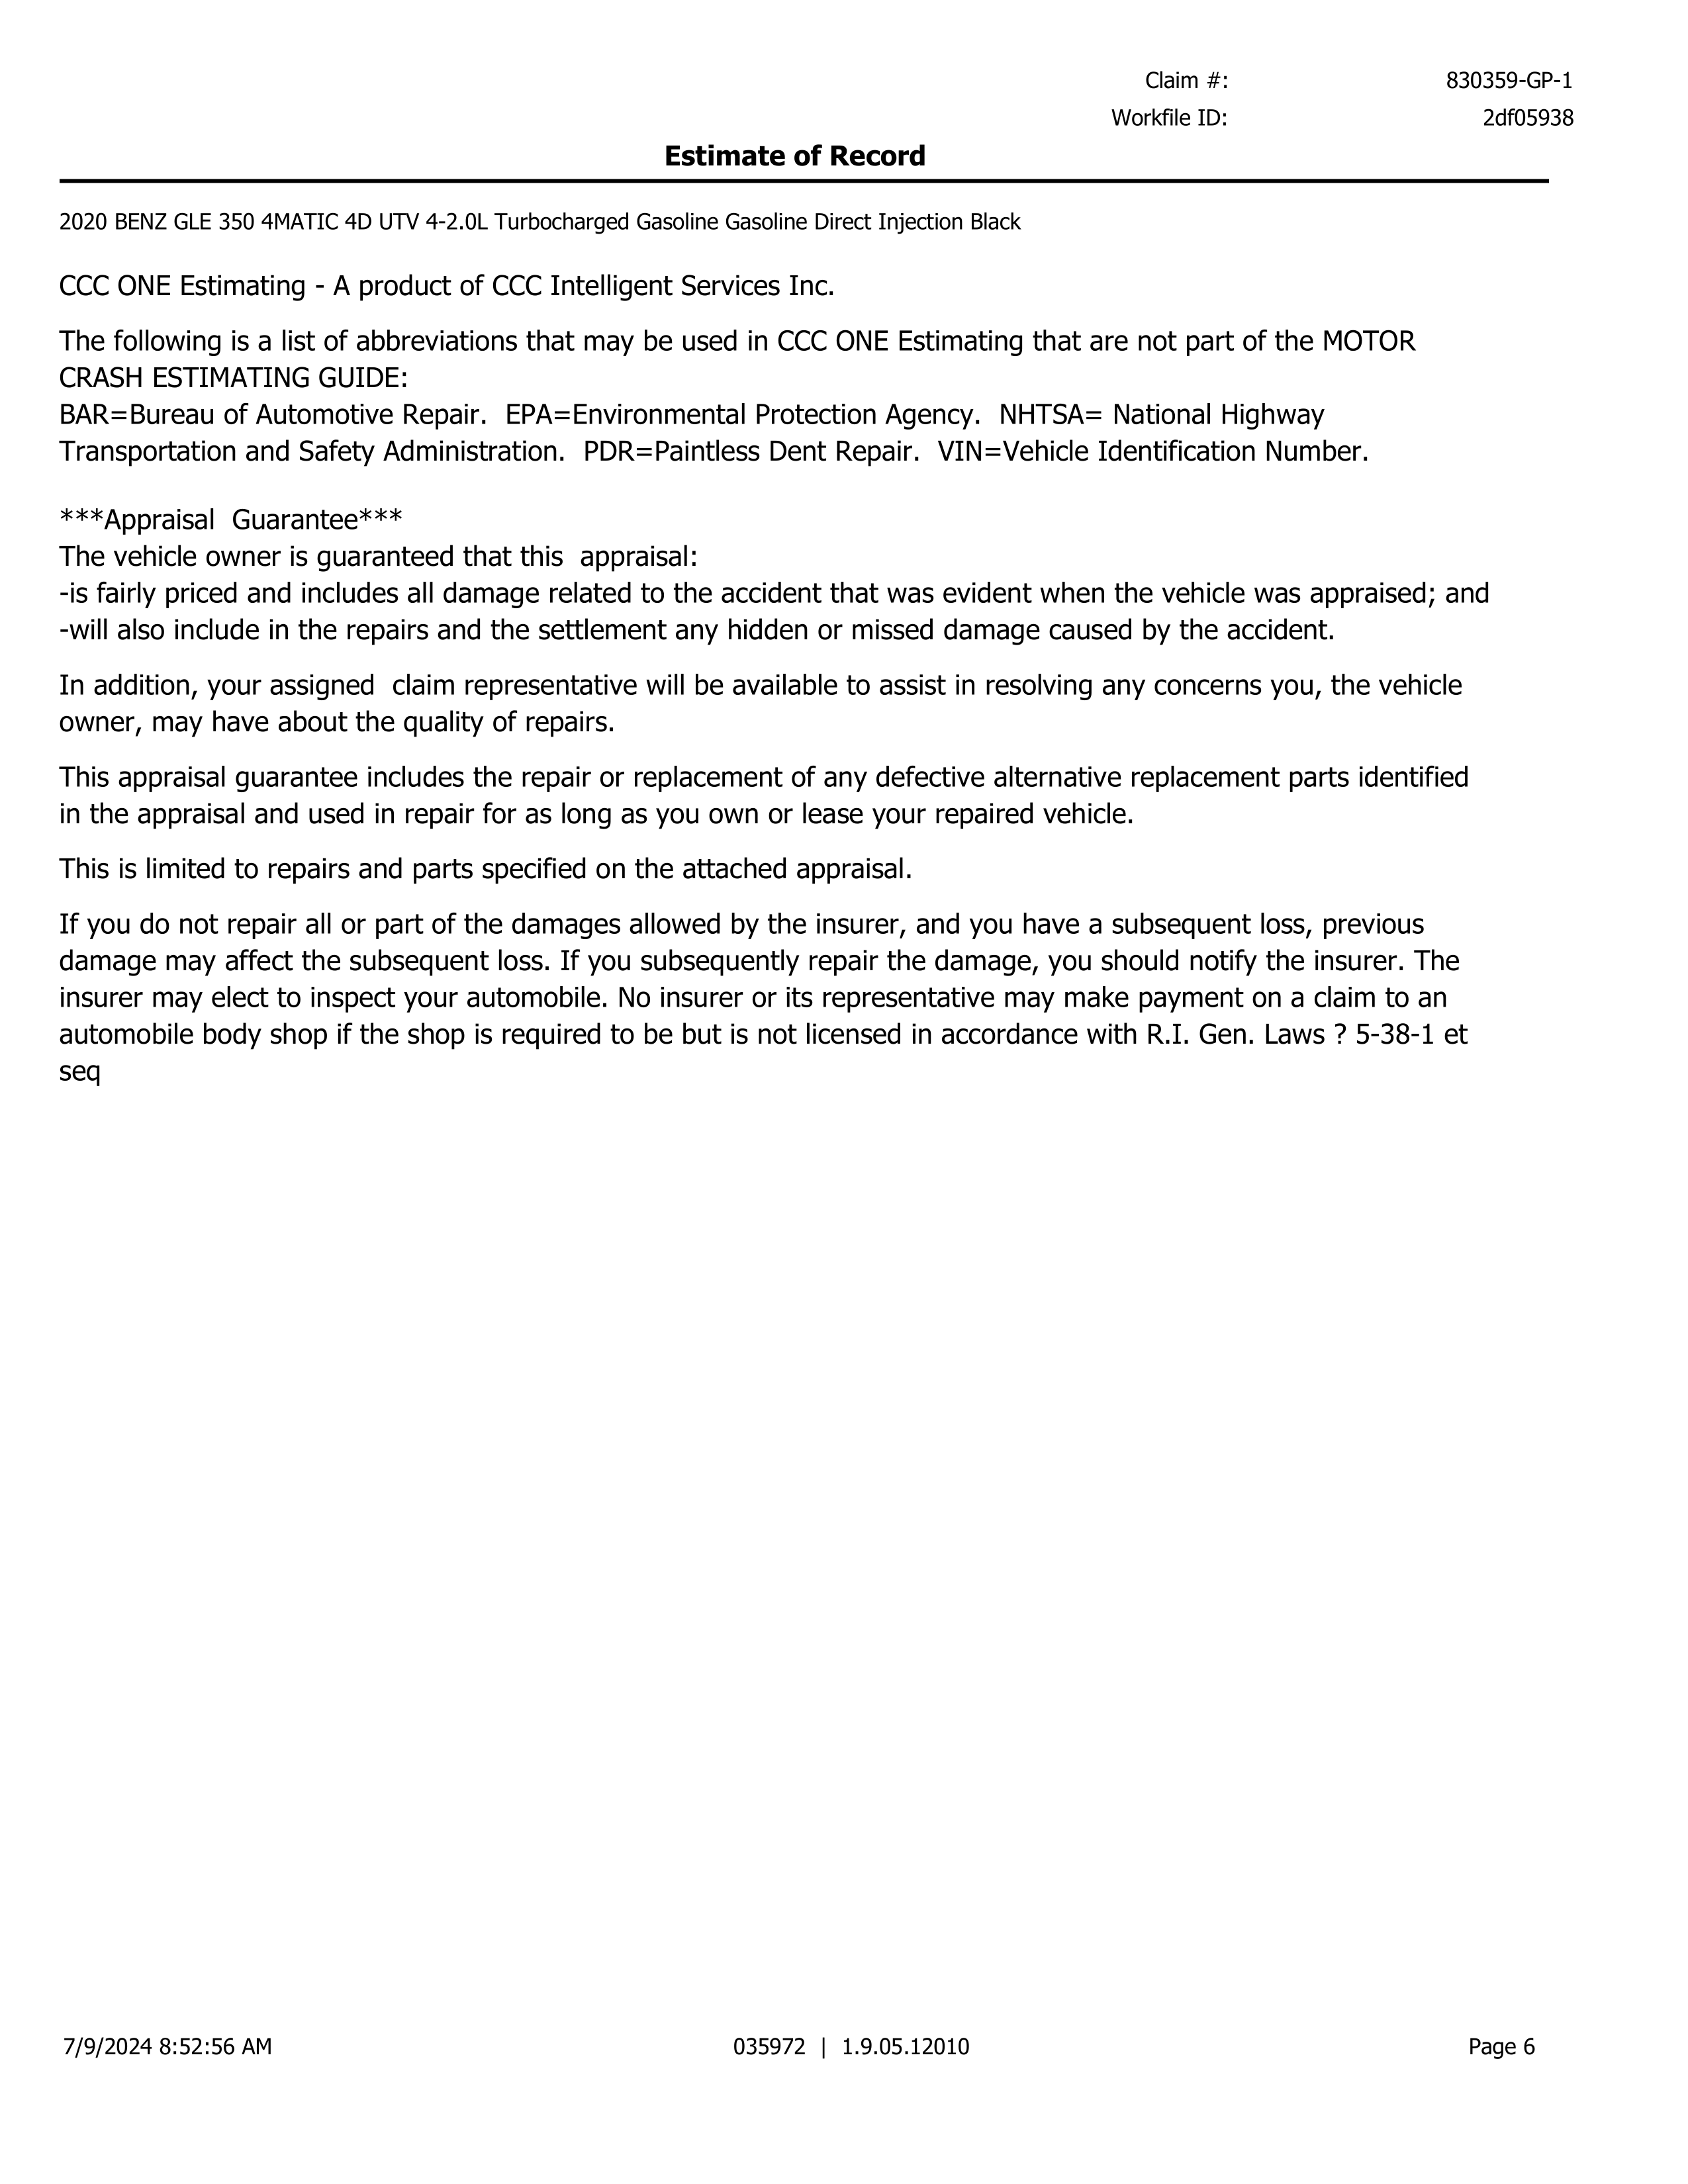 Claim #: 830359-GP-1
Workfile ID: 2df05938
Estimate of Record
2020 BENZ GLE 350 4MATIC 4D UTV 4-2.0L Turbocharged Gasoline Gasoline Direct Injection Black
CCC ONE Estimating - A product of CCC Intelligent Services Inc.
The following is a list of abbreviations that may be used in CCC ONE Estimating that are not part of the MOTOR
CRASH ESTIMATING GUIDE:
BAR=Bureau of Automotive Repair.  EPA=Environmental Protection Agency.  NHTSA= National Highway
Transportation and Safety Administration.  PDR=Paintless Dent Repair.  VIN=Vehicle Identification Number.
***Appraisal  Guarantee***
The vehicle owner is guaranteed that this  appraisal:
-is fairly priced and includes all damage related to the accident that was evident when the vehicle was appraised; and
-will also include in the repairs and the settlement any hidden or missed damage caused by the accident.
In addition, your assigned  claim representative will be available to assist in resolving any concerns you, the vehicle
owner, may have about the quality of repairs.
This appraisal guarantee includes the repair or replacement of any defective alternative replacement parts identified
in the appraisal and used in repair for as long as you own or lease your repaired vehicle.
This is limited to repairs and parts specified on the attached appraisal.
If you do not repair all or part of the damages allowed by the insurer, and you have a subsequent loss, previous
damage may affect the subsequent loss. If you subsequently repair the damage, you should notify the insurer. The
insurer may elect to inspect your automobile. No insurer or its representative may make payment on a claim to an
automobile body shop if the shop is required to be but is not licensed in accordance with R.I. Gen. Laws ? 5-38-1 et
seq
7/9/2024 8:52:56 AM 035972 | 1.9.05.12010 Page 6